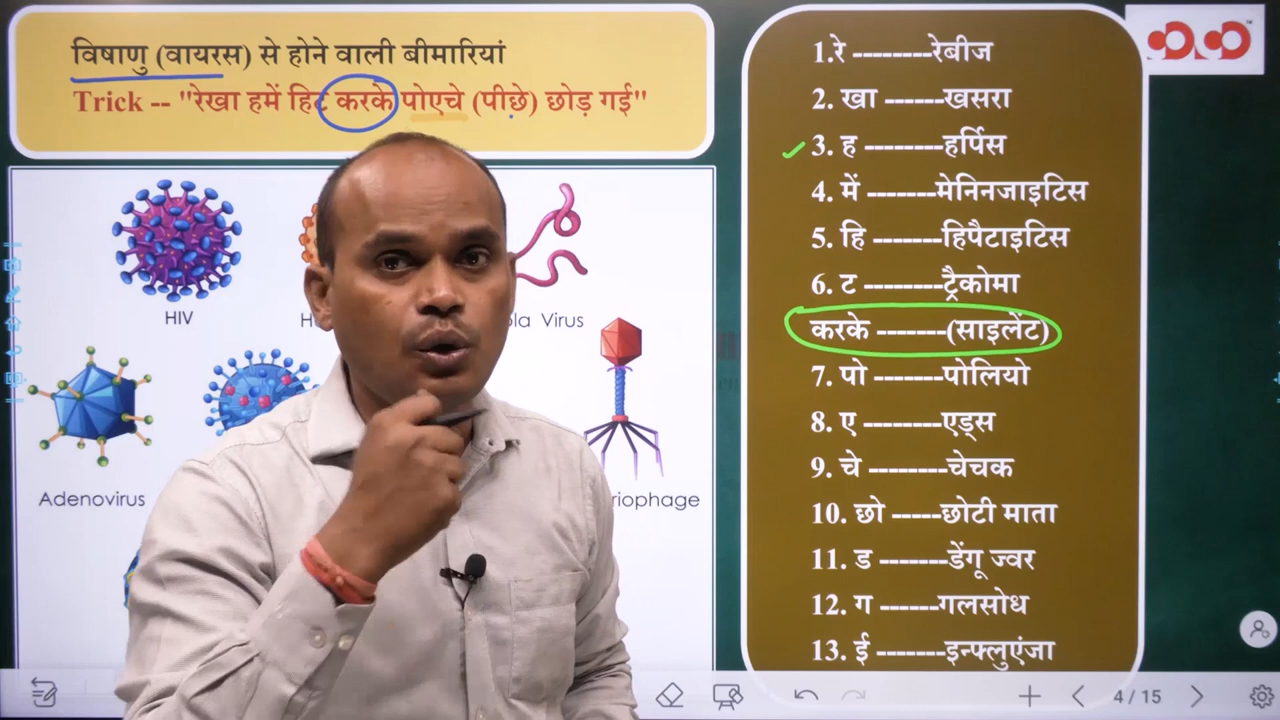 विषाणु (वायरस) से होने वाली बीमारियां
Trick -- "रेखा हमें हिट करके पोएचे (पीछे) छोड़ गई"
HIV
Virus
Adenovirus
1.रे --------रेबीज
2. खा ------खसरा
3. ह --------हर्पिस
4. में -------मेनिनजाइटिस
5. हि --------हिपैटाइटिस
6. ट --------ट्रैकोमा
करके -------(साइलेंट)
7. पो -------पोलियो
8. ए --------एड्स
9. चे --------चेचक
10. छो -----छोटी माता
11. ड -------डेंगू ज्वर
12. ग ------गलसोध
13. ई -------इन्फ्लुएंजा
4 / 15